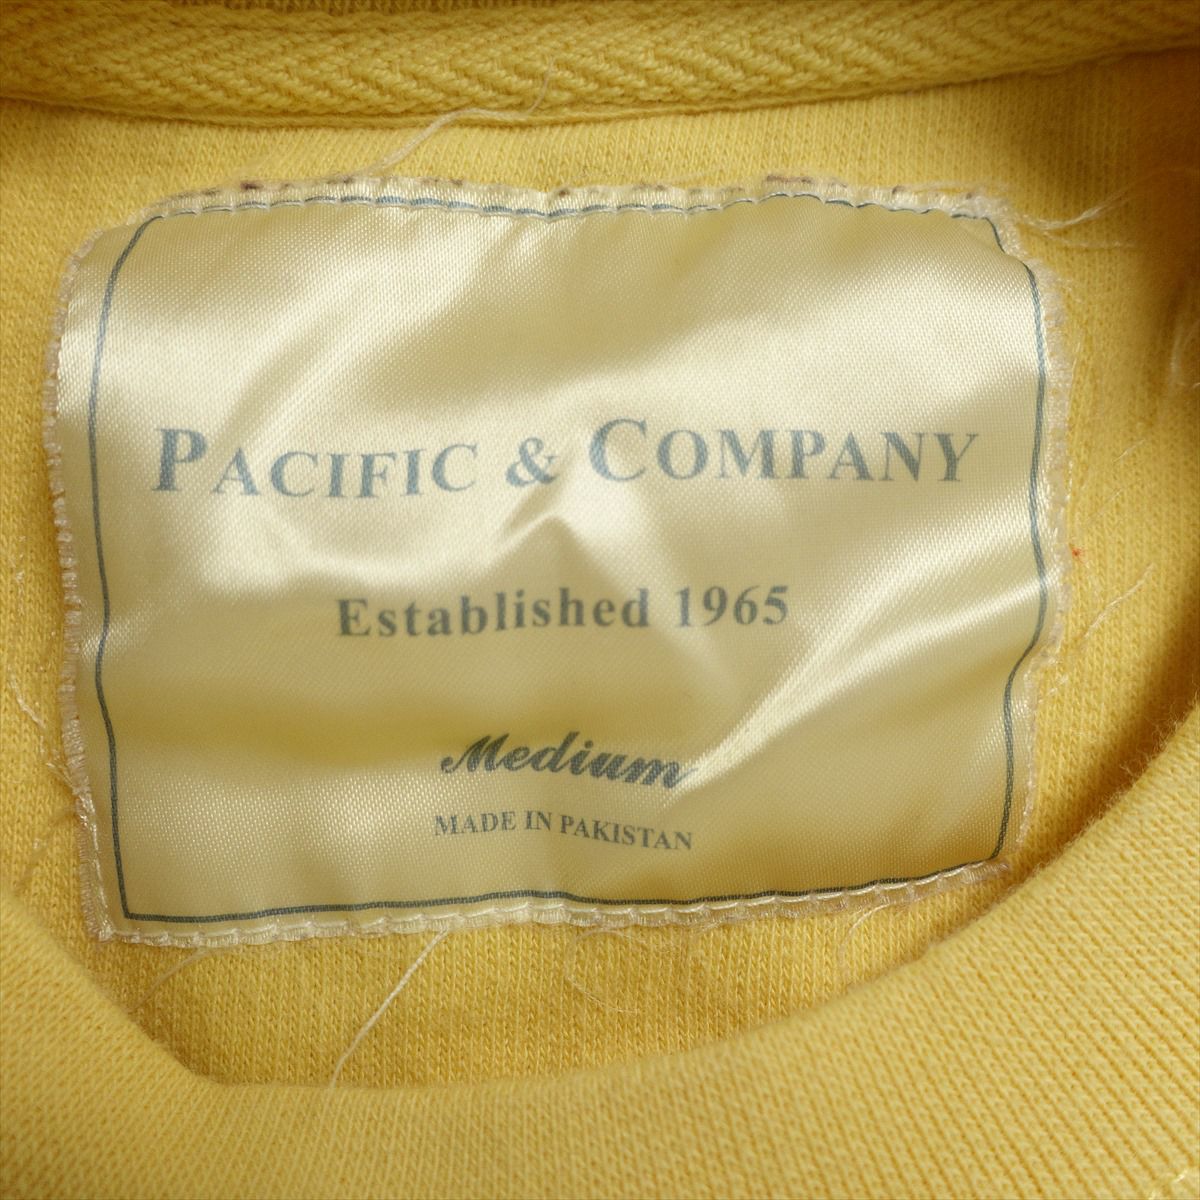 PACIFIC & COMPANY
Established 1965
Medium
MADE IN PAKISTAN